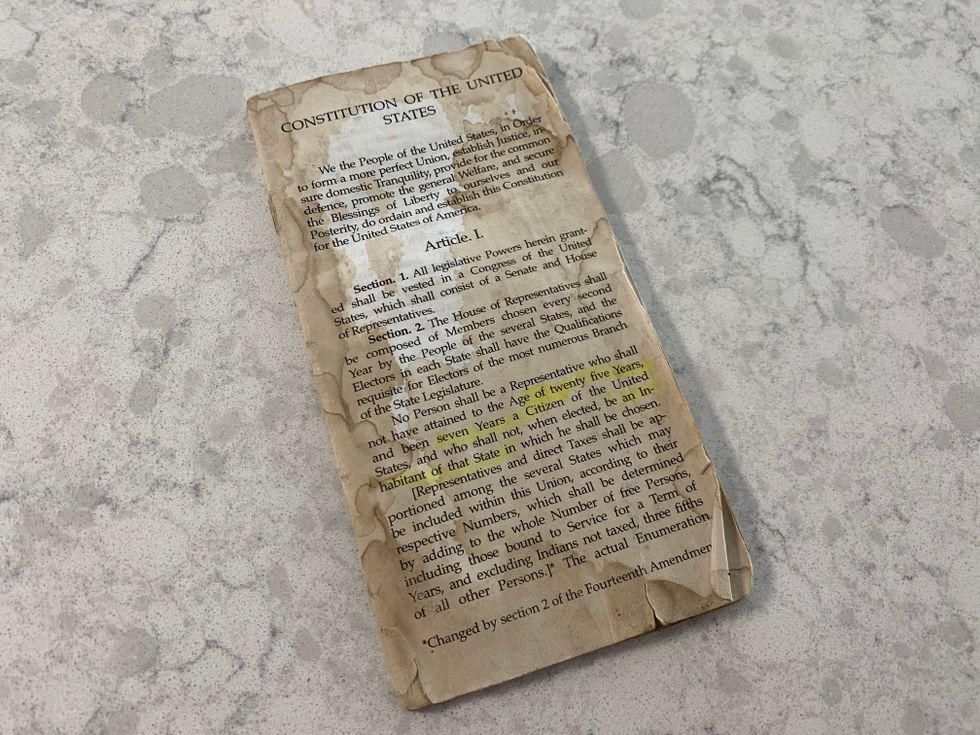 CONSTITUTION OF THE UNITED
STATES
We the People of the United States, in Order
to form a more perfect Union, establish Justice, in-
sure domestic Tranquility, provide for the common
defence, promote the general Welfare, and secure
the Blessings of Liberty to ourselves and our
Posterity, do ordain and establish this Constitution
for the United States of America.
Article. I.
Section. 1. All legislative Powers herein grant-
ed shall be vested in a Congress of the United
States, which shall consist of a Senate and House
of Representatives.
Section. 2. The House of Representatives shall
be composed of Members chosen every second
Year by the People of the several States, and the
Electors in each State shall have the Qualifications
requisite for Electors of the most numerous Branch
of the State Legislature.
No Person shall be a Representative who shall
not have attained to the Age of twenty five Years,
and been seven Years a Citizen of the United
States, and who shall not, when elected, be an In-
habitant of that State in which he shall be chosen.
[Representatives and direct Taxes shall be ap-
portioned among the several States which may
be included within this Union, according to their
respective Numbers, which shall be determined
by adding to the whole Number of free Persons,
including those bound to Service for a Term of
Years, and excluding Indians not taxed, three fifths
of all other Persons.]* The actual Enumeration
*Changed by section 2 of the Fourteenth Amendmen